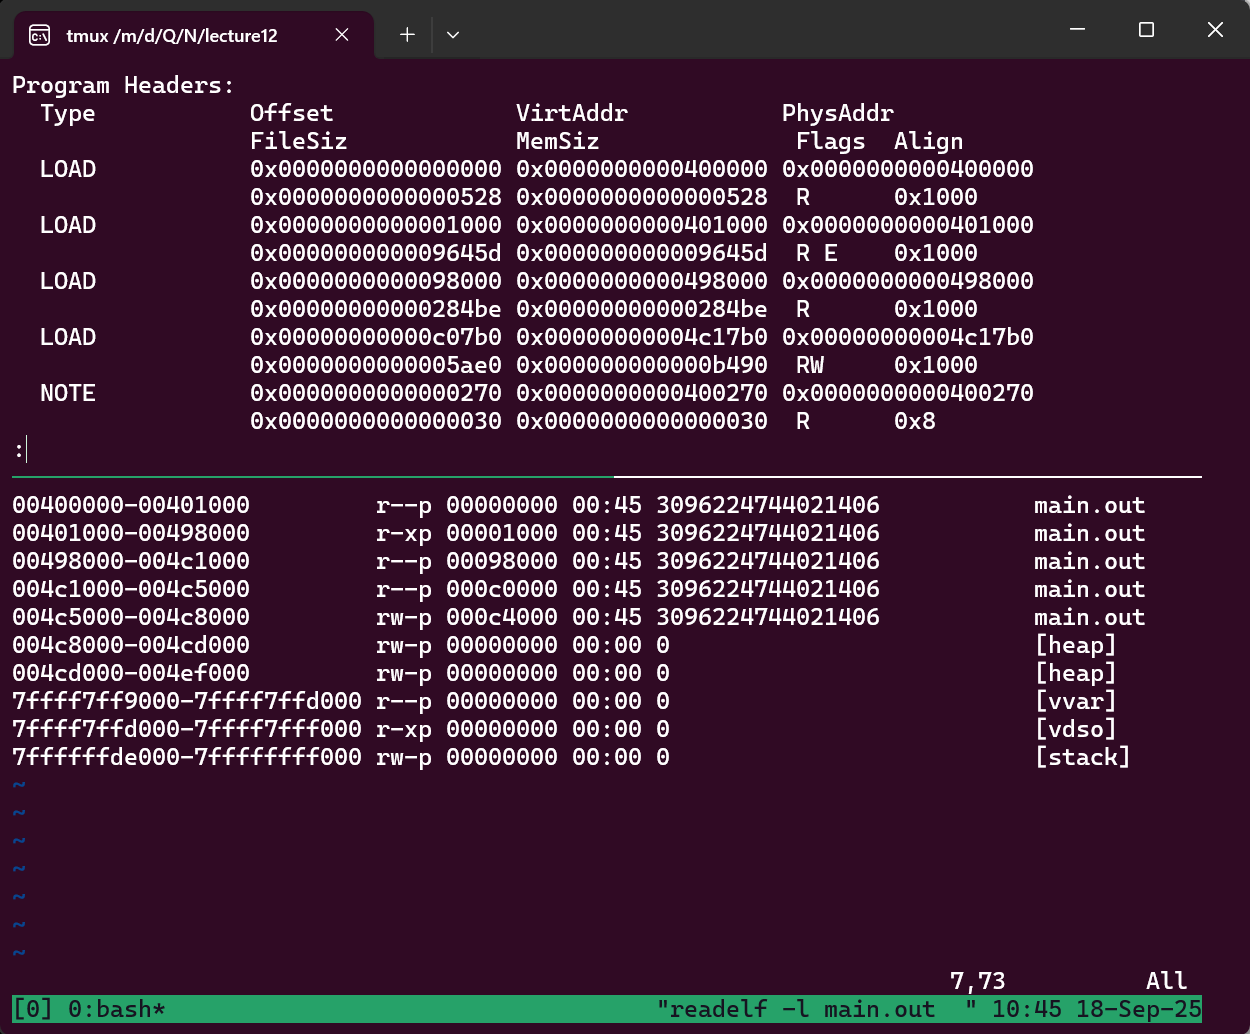 tmux /m/d/Q/N/lecture12
Program Headers:
  Type           Offset             VirtAddr           PhysAddr
                 FileSiz            MemSiz              Flags  Align
  LOAD           0x0000000000000000 0x0000000000400000 0x0000000000400000
                 0x0000000000000528 0x0000000000000528  R      0x1000
  LOAD           0x0000000000001000 0x0000000000401000 0x0000000000401000
                 0x000000000009645d 0x000000000009645d  R E    0x1000
  LOAD           0x0000000000098000 0x0000000000498000 0x0000000000498000
                 0x00000000000284be 0x00000000000284be  R      0x1000
  LOAD           0x00000000000c07b0 0x00000000004c17b0 0x00000000004c17b0
                 0x0000000000005ae0 0x000000000000b490  RW     0x1000
  NOTE           0x0000000000000270 0x0000000000400270 0x0000000000400270
                 0x0000000000000030 0x0000000000000030  R      0x8
:
00400000-00401000         r--p 00000000 00:45 3096224744021406           main.out
00401000-00498000         r-xp 00001000 00:45 3096224744021406           main.out
00498000-004c1000         r--p 00098000 00:45 3096224744021406           main.out
004c1000-004c5000         r--p 000c0000 00:45 3096224744021406           main.out
004c5000-004c8000         rw-p 000c4000 00:45 3096224744021406           main.out
004c8000-004cd000         rw-p 00000000 00:00 0                          [heap]
004cd000-004ef000         rw-p 00000000 00:00 0                          [heap]
7ffff7ff9000-7ffff7ffd000 r--p 00000000 00:00 0                          [vvar]
7ffff7ffd000-7ffff7fff000 r-xp 00000000 00:00 0                          [vdso]
7ffffffde000-7ffffffff000 rw-p 00000000 00:00 0                          [stack]
~
~
~
~
~
~
~
7,73          All
[0] 0:bash*                                   "readelf -l main.out  " 10:45 18-Sep-25